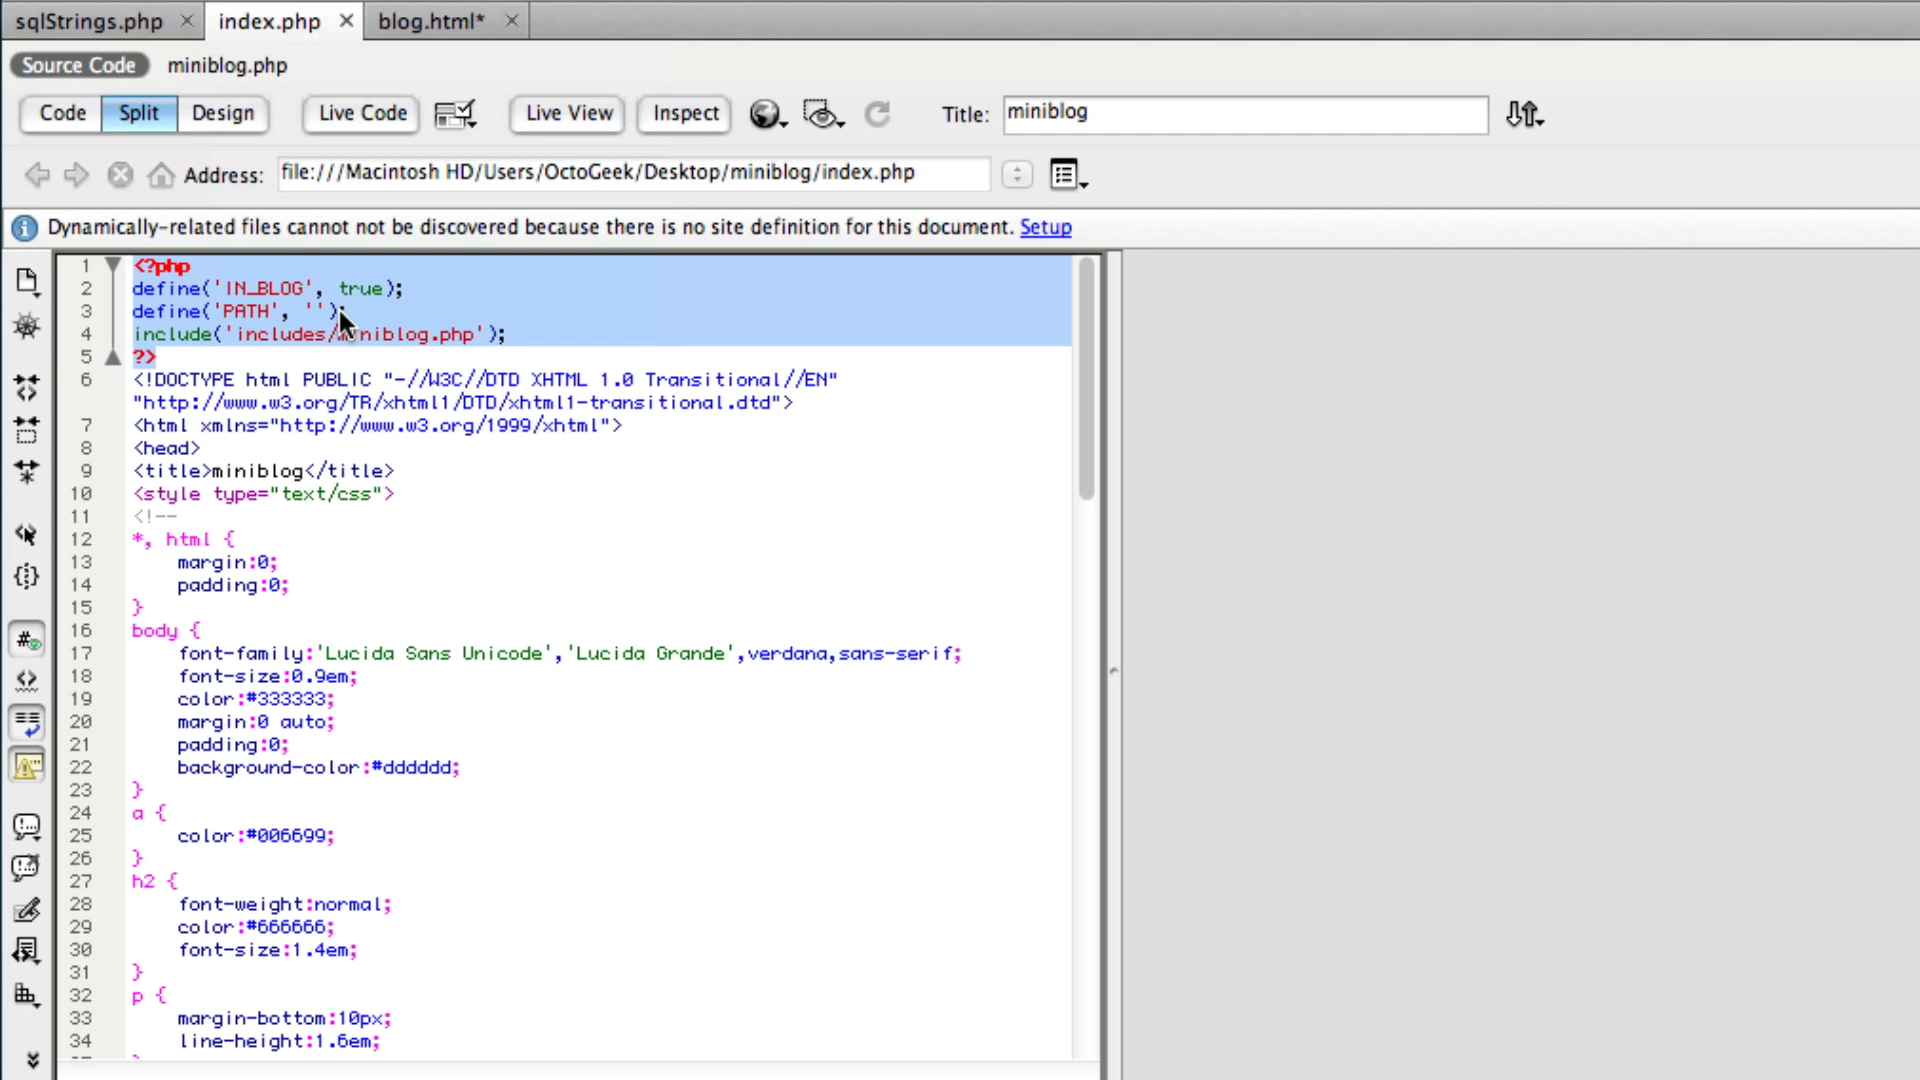 sqlStrings.php index.php blog.html*
Source Code miniblog.php
Code Split Design Live Code Live View Inspect Title: miniblog
Address: file:///Macintosh HD/Users/OctoGeek/Desktop/miniblog/index.php
Dynamically-related files cannot not be discovered because there is no site definition for this document. Setup
1 <?php
2 define('IN_BLOG', true);
3 define('PATH', '');
4 include('includes/miniblog.php');
5 ?>
6 <!DOCTYPE html PUBLIC "-//W3C//DTD XHTML 1.0 Transitional//EN"
"http://www.w3.org/TR/xhtml1/DTD/xhtml1-transitional.dtd">
7 <html xmlns="http://www.w3.org/1999/xhtml">
8 <head>
9 <title>miniblog</title>
10 <style type="text/css">
11 <!--
12 *, html {
13 margin:0;
14 padding:0;
15 }
16 body {
17 font-family:'Lucida Sans Unicode','Lucida Grande',verdana,sans-serif;
18 font-size:0.9em;
19 color:#333333;
20 margin:0 auto;
21 padding:0;
22 background-color:#dddddd;
23 }
24 a {
25 color:#006699;
26 }
27 h2 {
28 font-weight:normal;
29 color:#666666;
30 font-size:1.4em;
31 }
32 p {
33 margin-bottom:10px;
34 line-height:1.6em;